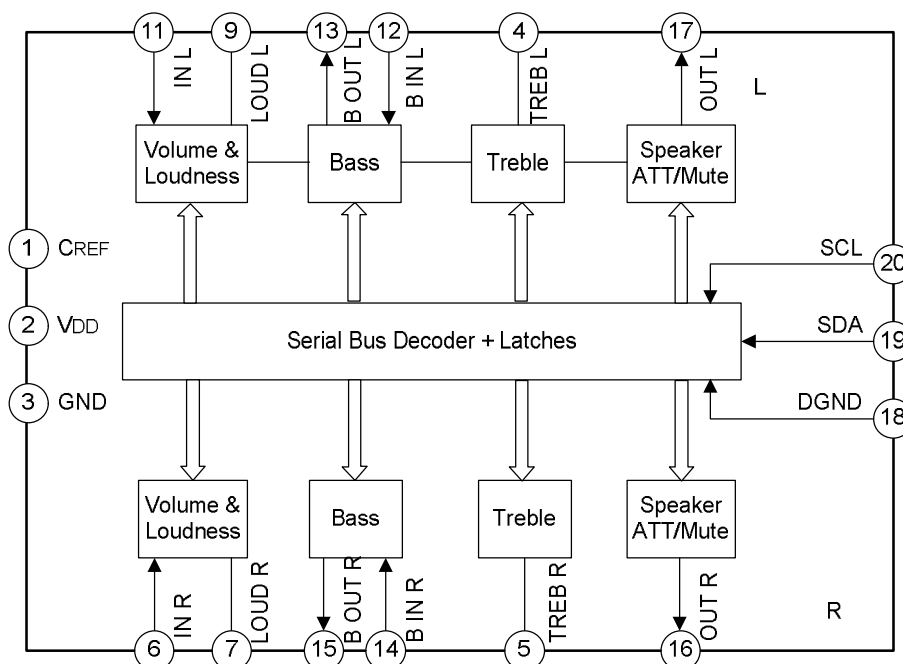 11
9
13
12
4
17
IN L
LOUD L
B OUT L
B IN L
TREB L
OUT L
L
Volume &
Loudness
Bass
Treble
Speaker
ATT/Mute
1
CREF
SCL
20
2
VDD
Serial Bus Decoder + Latches
SDA
19
3
GND
DGND
18
Volume &
Loudness
Bass
Treble
Speaker
ATT/Mute
IN R
LOUD R
B OUT R
B IN R
TREB R
OUT R
R
6
7
15
14
5
16